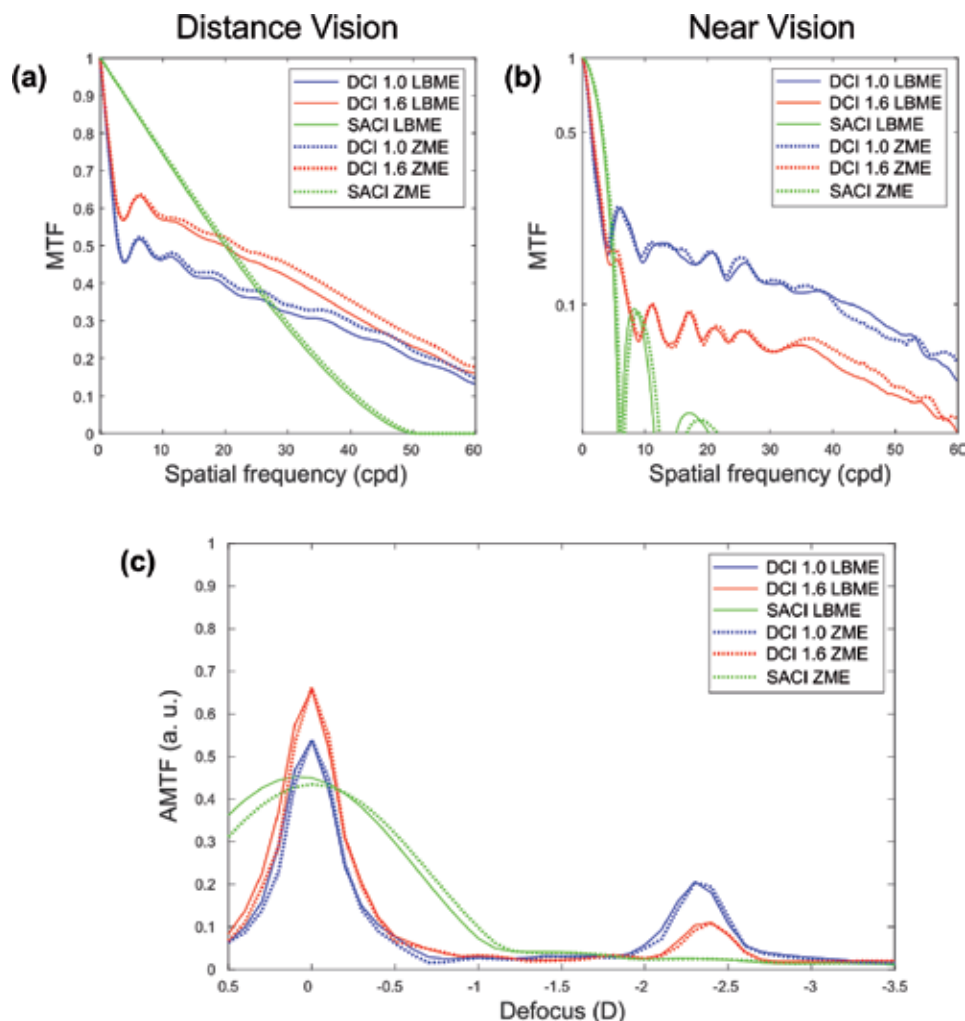 Distance Vision
Near Vision
(a)
MTF
1
0.9
0.8
0.7
0.6
0.5
0.4
0.3
0.2
0.1
0
0 10 20 30 40 50 60
Spatial frequency (cpd)
DCI 1.0 LBME
DCI 1.6 LBME
SACI LBME
DCI 1.0 ZME
DCI 1.6 ZME
SACI ZME
(b)
MTF
1
0.5
0.1
0 10 20 30 40 50 60
Spatial frequency (cpd)
DCI 1.0 LBME
DCI 1.6 LBME
SACI LBME
DCI 1.0 ZME
DCI 1.6 ZME
SACI ZME
(c)
AMTF (a. u.)
1
0.9
0.8
0.7
0.6
0.5
0.4
0.3
0.2
0.1
0
0.5 0 -0.5 -1 -1.5 -2 -2.5 -3 -3.5
Defocus (D)
DCI 1.0 LBME
DCI 1.6 LBME
SACI LBME
DCI 1.0 ZME
DCI 1.6 ZME
SACI ZME